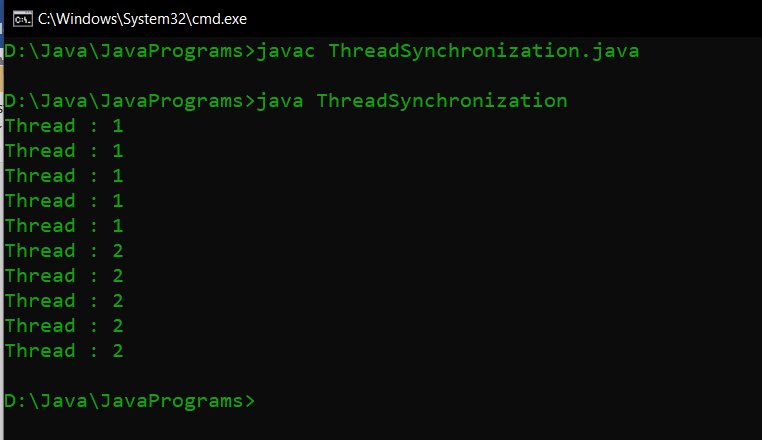 C:\Windows\System32\cmd.exe
D:\Java\JavaPrograms>javac ThreadSynchronization.java
D:\Java\JavaPrograms>java ThreadSynchronization
Thread : 1
Thread : 1
Thread : 1
Thread : 1
Thread : 1
Thread : 2
Thread : 2
Thread : 2
Thread : 2
Thread : 2
D:\Java\JavaPrograms>